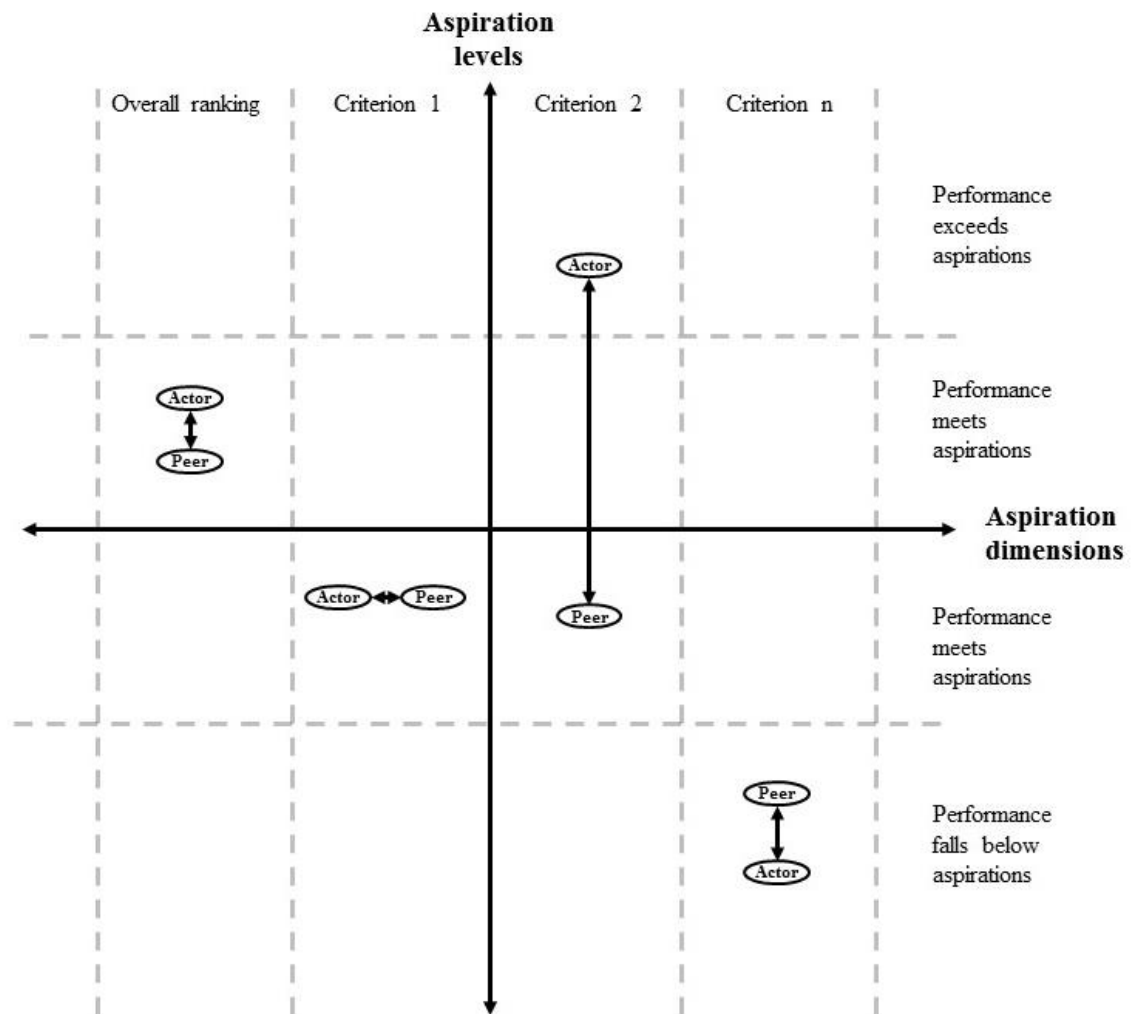 Aspiration
levels
Overall ranking
Criterion 1
Criterion 2
Criterion n
Performance
exceeds
aspirations
Actor
Actor
Peer
Performance
meets
aspirations
Aspiration
dimensions
Actor
Peer
Peer
Performance
meets
aspirations
Peer
Actor
Performance
falls below
aspirations